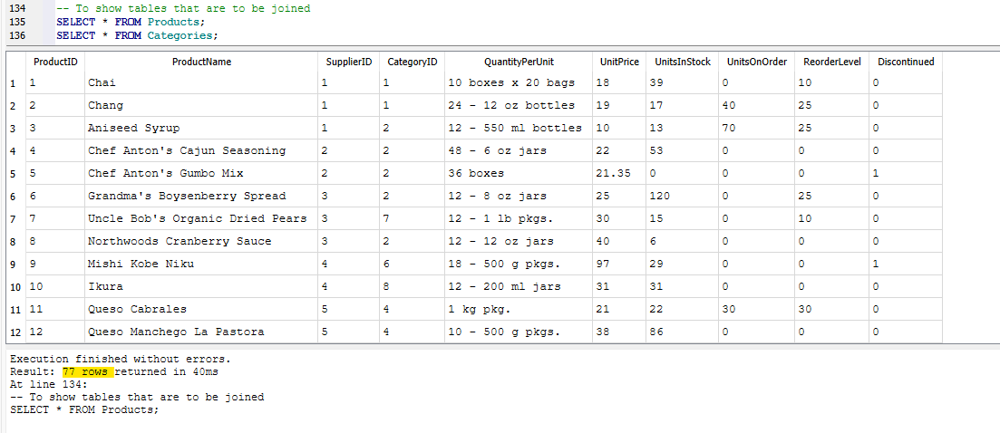 134 -- To show tables that are to be joined
135 SELECT * FROM Products;
136 SELECT * FROM Categories;
ProductID ProductName SupplierID CategoryID QuantityPerUnit UnitPrice UnitsInStock UnitsOnOrder ReorderLevel Discontinued
1 1 Chai 1 1 10 boxes x 20 bags 18 39 0 10 0
2 2 Chang 1 1 24 - 12 oz bottles 19 17 40 25 0
3 3 Aniseed Syrup 1 2 12 - 550 ml bottles 10 13 70 25 0
4 4 Chef Anton's Cajun Seasoning 2 2 48 - 6 oz jars 22 53 0 0 0
5 5 Chef Anton's Gumbo Mix 2 2 36 boxes 21.35 0 0 0 1
6 6 Grandma's Boysenberry Spread 3 2 12 - 8 oz jars 25 120 0 25 0
7 7 Uncle Bob's Organic Dried Pears 3 7 12 - 1 lb pkgs. 30 15 0 10 0
8 8 Northwoods Cranberry Sauce 3 2 12 - 12 oz jars 40 6 0 0 0
9 9 Mishi Kobe Niku 4 6 18 - 500 g pkgs. 97 29 0 0 1
10 10 Ikura 4 8 12 - 200 ml jars 31 31 0 0 0
11 11 Queso Cabrales 5 4 1 kg pkg. 21 22 30 30 0
12 12 Queso Manchego La Pastora 5 4 10 - 500 g pkgs. 38 86 0 0 0
Execution finished without errors.
Result: 77 rows returned in 40ms
At line 134:
-- To show tables that are to be joined
SELECT * FROM Products;